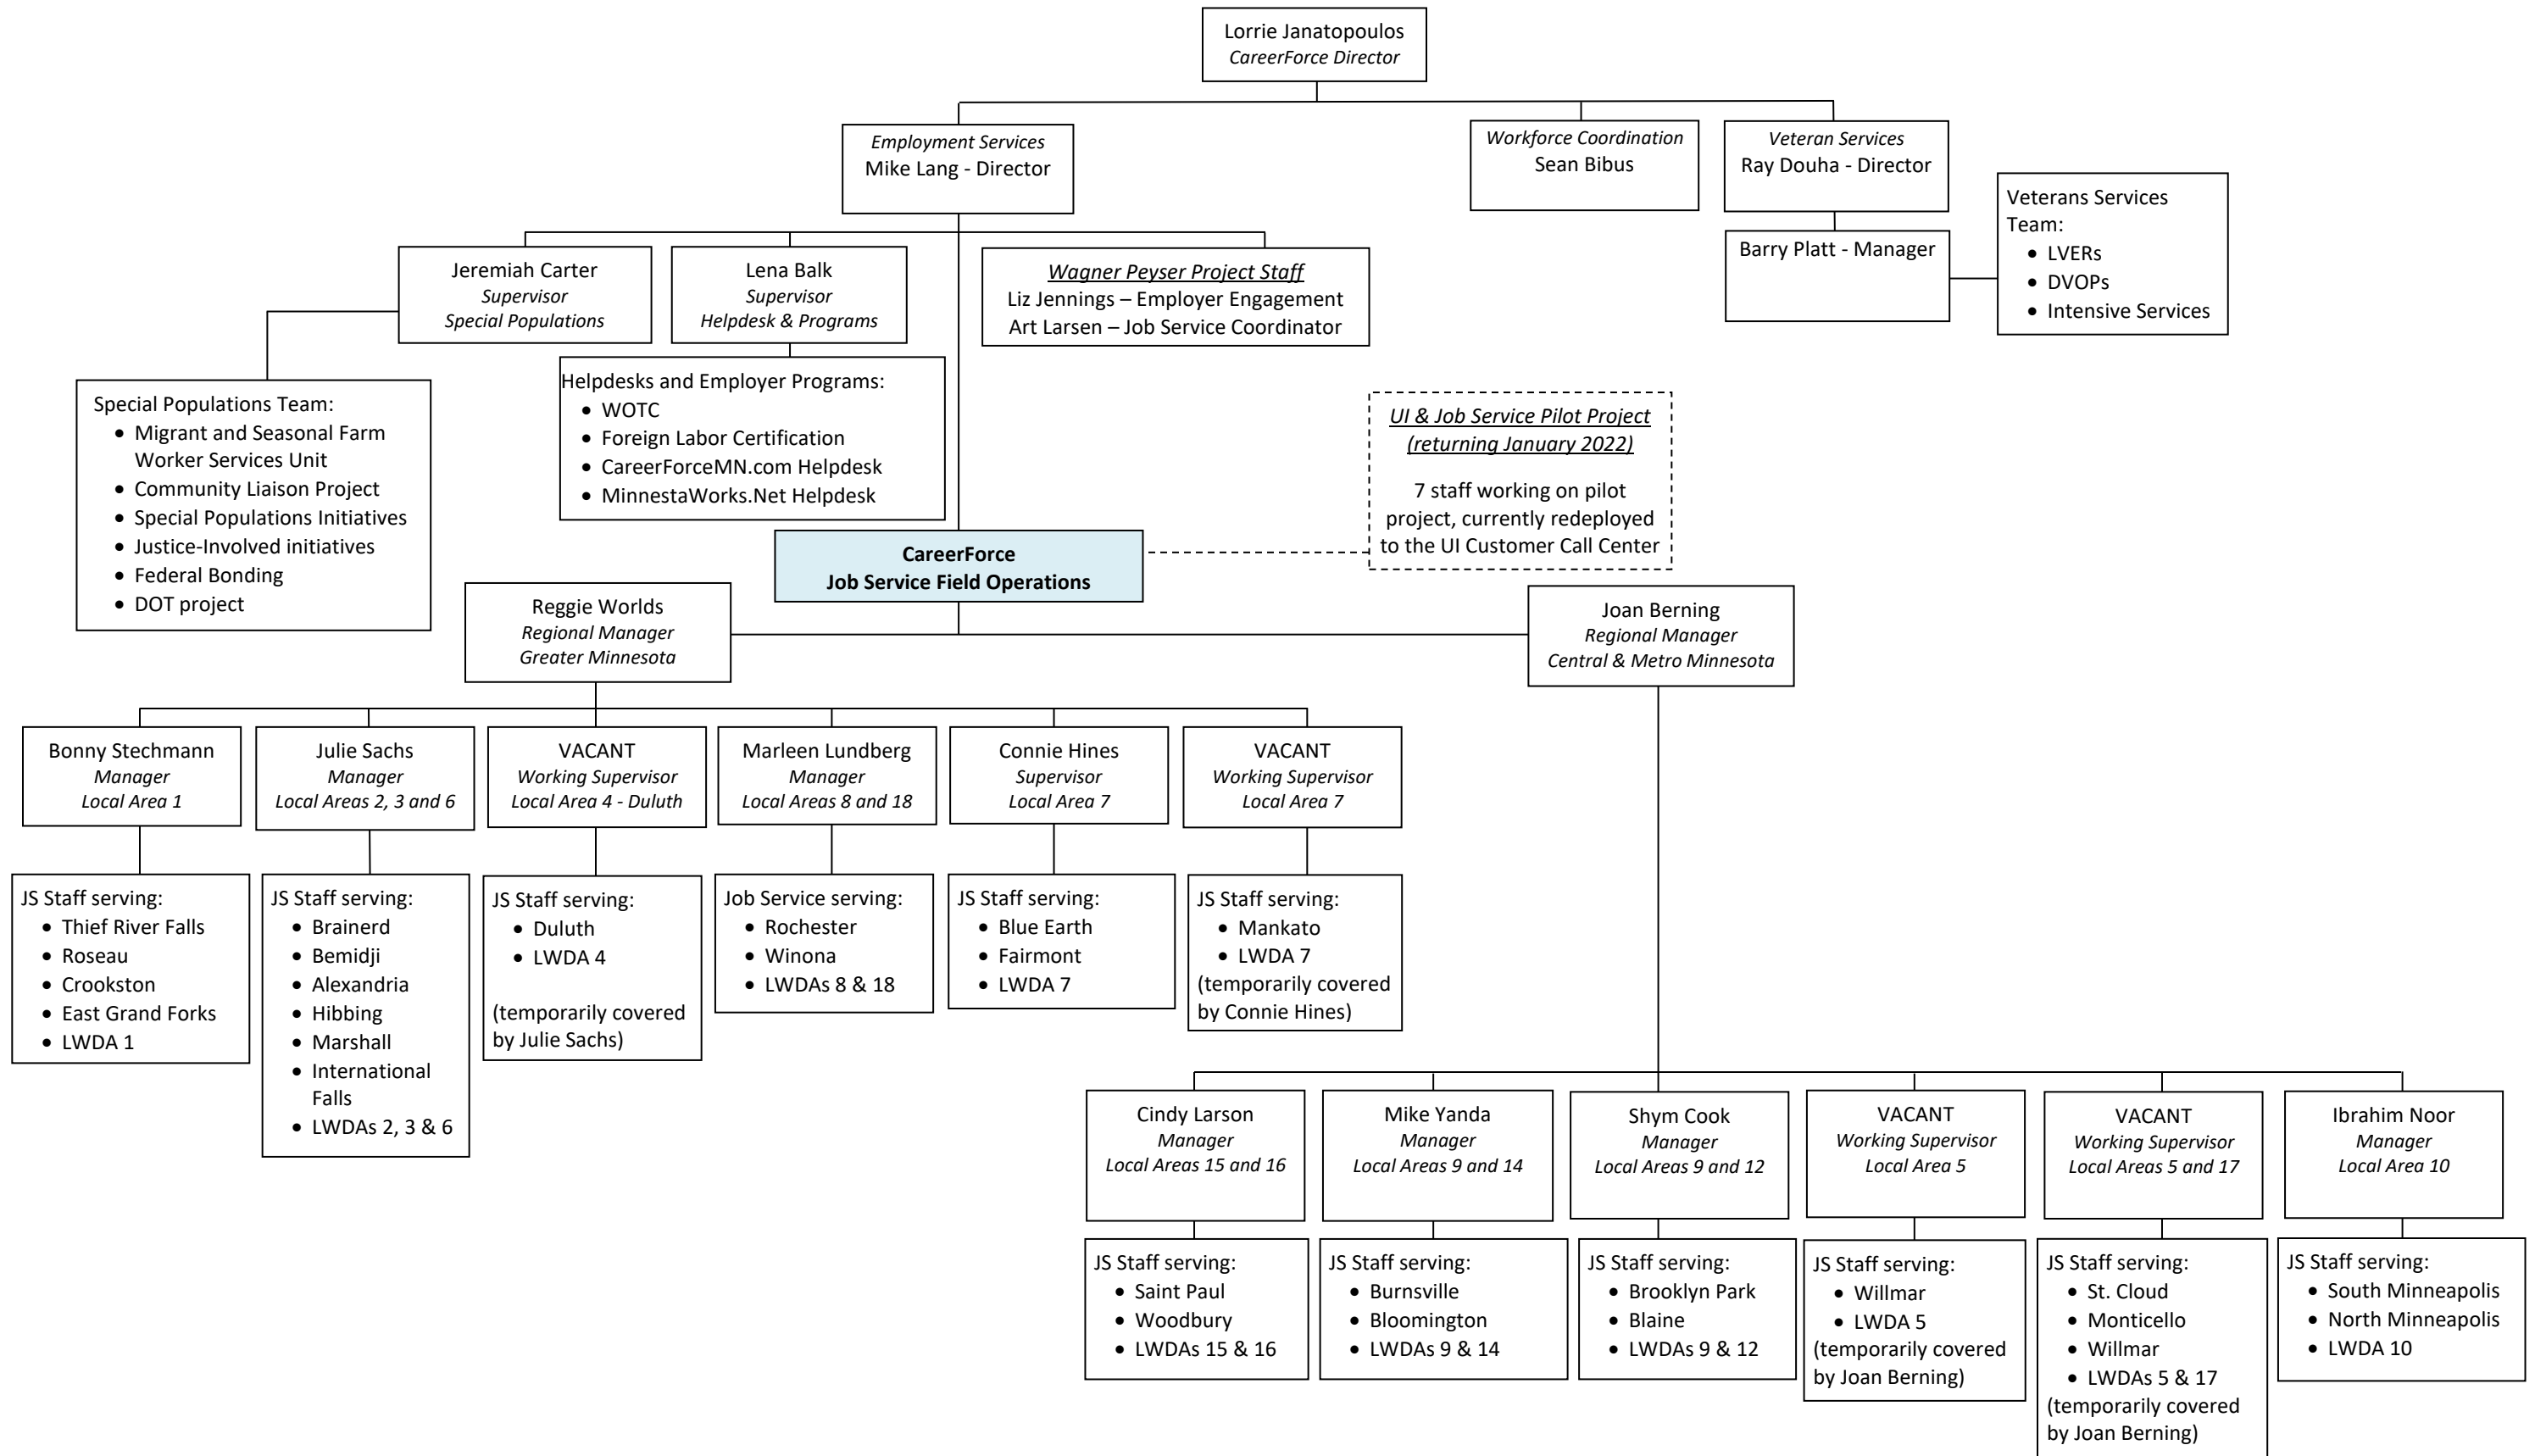 Lorrie Janatopoulos
CareerForce Director
Employment Services
Mike Lang - Director
Workforce Coordination
Sean Bibus
Veteran Services
Ray Douha - Director
Barry Platt - Manager
Veterans Services
Team:
• LVERs
• DVOPs
• Intensive Services
Jeremiah Carter
Supervisor
Special Populations
Lena Balk
Supervisor
Helpdesk & Programs
Wagner Peyser Project Staff
Liz Jennings – Employer Engagement
Art Larsen – Job Service Coordinator
Special Populations Team:
• Migrant and Seasonal Farm
Worker Services Unit
• Community Liaison Project
• Special Populations Initiatives
• Justice-Involved initiatives
• Federal Bonding
• DOT project
Helpdesks and Employer Programs:
• WOTC
• Foreign Labor Certification
• CareerForceMN.com Helpdesk
• MinnestaWorks.Net Helpdesk
UI & Job Service Pilot Project
(returning January 2022)
7 staff working on pilot
project, currently redeployed
to the UI Customer Call Center
CareerForce
Job Service Field Operations
Reggie Worlds
Regional Manager
Greater Minnesota
Joan Berning
Regional Manager
Central & Metro Minnesota
Bonny Stechmann
Manager
Local Area 1
Julie Sachs
Manager
Local Areas 2, 3 and 6
VACANT
Working Supervisor
Local Area 4 - Duluth
Marleen Lundberg
Manager
Local Areas 8 and 18
Connie Hines
Supervisor
Local Area 7
VACANT
Working Supervisor
Local Area 7
JS Staff serving:
• Thief River Falls
• Roseau
• Crookston
• East Grand Forks
• LWDA 1
JS Staff serving:
• Brainerd
• Bemidji
• Alexandria
• Hibbing
• Marshall
• International
Falls
• LWDAs 2, 3 & 6
JS Staff serving:
• Duluth
• LWDA 4
(temporarily covered
by Julie Sachs)
Job Service serving:
• Rochester
• Winona
• LWDAs 8 & 18
JS Staff serving:
• Blue Earth
• Fairmont
• LWDA 7
JS Staff serving:
• Mankato
• LWDA 7
(temporarily covered
by Connie Hines)
Cindy Larson
Manager
Local Areas 15 and 16
Mike Yanda
Manager
Local Areas 9 and 14
Shym Cook
Manager
Local Areas 9 and 12
VACANT
Working Supervisor
Local Area 5
VACANT
Working Supervisor
Local Areas 5 and 17
Ibrahim Noor
Manager
Local Area 10
JS Staff serving:
• Saint Paul
• Woodbury
• LWDAs 15 & 16
JS Staff serving:
• Burnsville
• Bloomington
• LWDAs 9 & 14
JS Staff serving:
• Brooklyn Park
• Blaine
• LWDAs 9 & 12
JS Staff serving:
• Willmar
• LWDA 5
(temporarily covered
by Joan Berning)
JS Staff serving:
• St. Cloud
• Monticello
• Willmar
• LWDAs 5 & 17
(temporarily covered
by Joan Berning)
JS Staff serving:
• South Minneapolis
• North Minneapolis
• LWDA 10